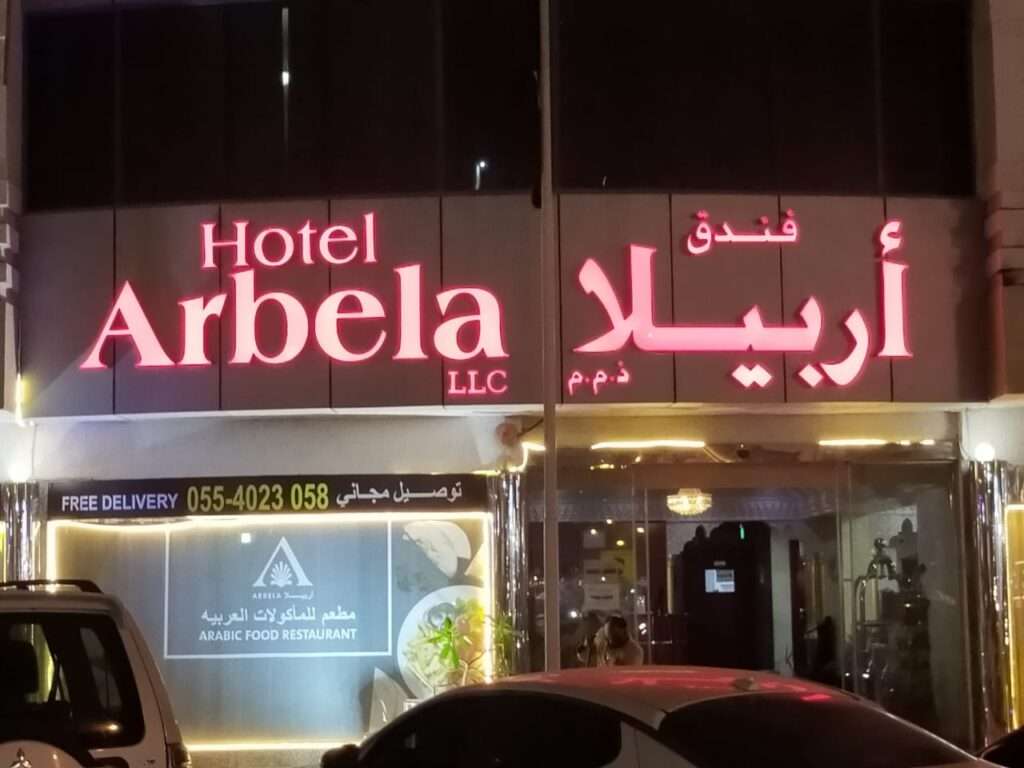 Hotel
Arbela
LLC
فندق
أربيلا
ذ.م.م
FREE DELIVERY 055-4023 058 توصيل مجاني
ARBELA أربيلا
مطعم للمأكولات العربيه
ARABIC FOOD RESTAURANT